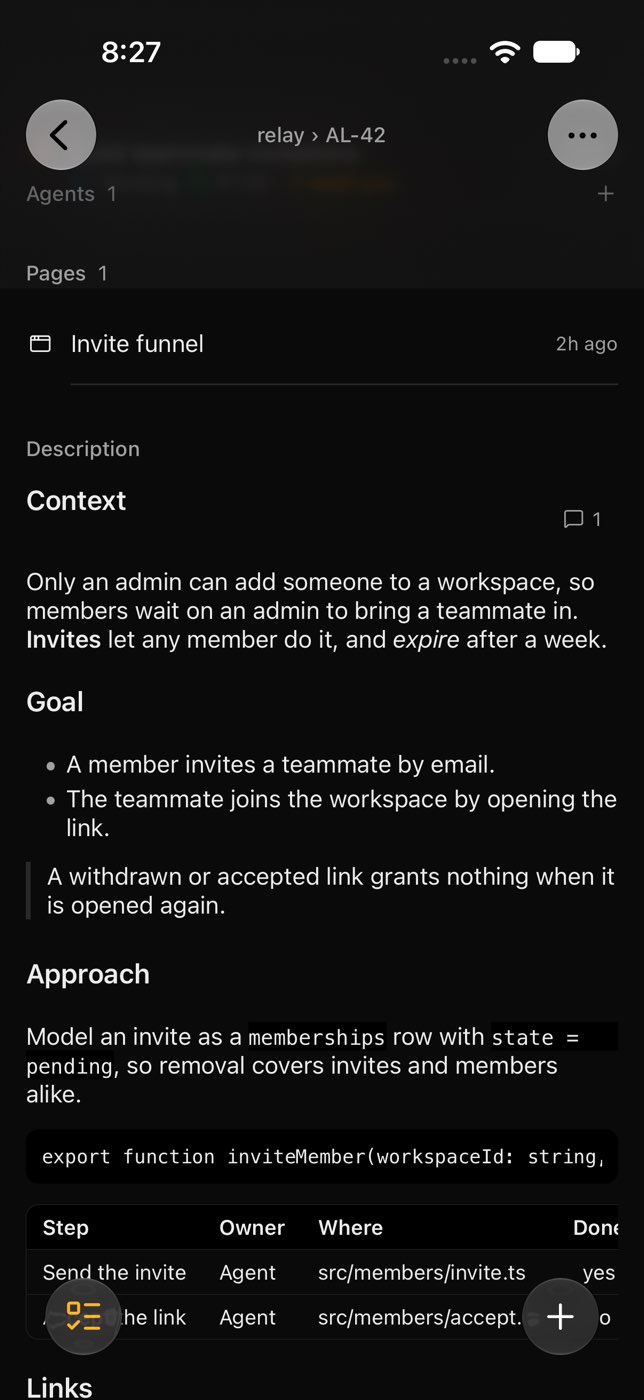 8:27
relay › AL-42
Agents 1
Pages 1
Invite funnel 2h ago
Description
Context
1
Only an admin can add someone to a workspace, so
members wait on an admin to bring a teammate in.
Invites let any member do it, and expire after a week.
Goal
A member invites a teammate by email.
The teammate joins the workspace by opening the
link.
A withdrawn or accepted link grants nothing when it
is opened again.
Approach
Model an invite as a memberships row with state =
pending, so removal covers invites and members
alike.
export function inviteMember(workspaceId: string,
Step Owner Where Done
Send the invite Agent src/members/invite.ts yes
the link Agent src/members/accept.
Links